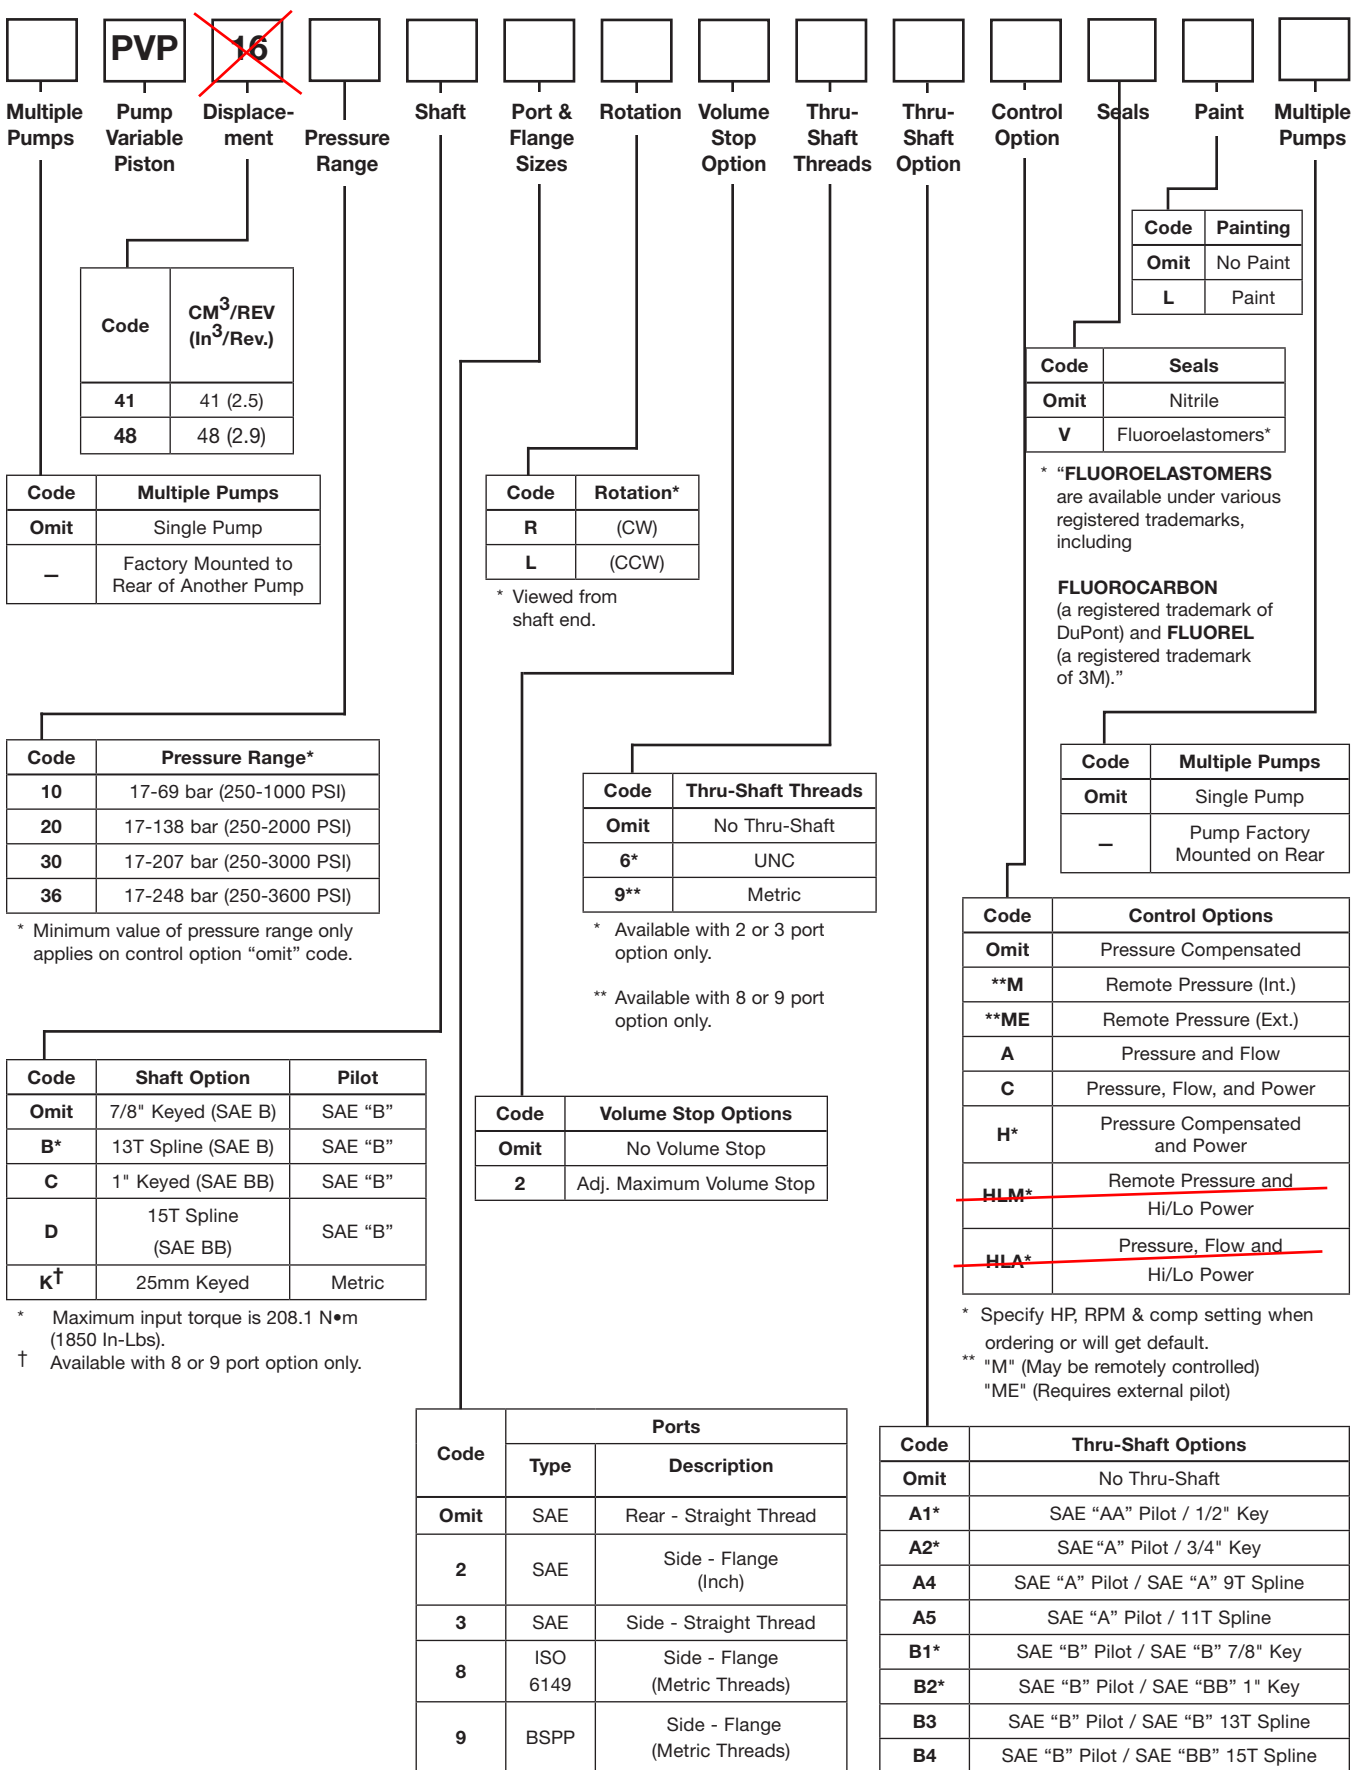 PVP 16
Multiple Pumps
Pump Variable Piston
Displace-ment
Pressure Range
Shaft
Port & Flange Sizes
Rotation
Volume Stop Option
Thru-Shaft Threads
Thru-Shaft Option
Control Option
Seals
Paint
Multiple Pumps
Code Painting
Omit No Paint
L Paint
Code CM3/REV (In3/Rev.)
41 41 (2.5)
48 48 (2.9)
Code Seals
Omit Nitrile
V Fluoroelastomers*
* “FLUOROELASTOMERS
are available under various
registered trademarks,
including
FLUOROCARBON
(a registered trademark of
DuPont) and FLUOREL
(a registered trademark
of 3M).”
Code Multiple Pumps
Omit Single Pump
– Factory Mounted to
Rear of Another Pump
Code Rotation*
R (CW)
L (CCW)
* Viewed from
shaft end.
Code Pressure Range*
10 17-69 bar (250-1000 PSI)
20 17-138 bar (250-2000 PSI)
30 17-207 bar (250-3000 PSI)
36 17-248 bar (250-3600 PSI)
* Minimum value of pressure range only
applies on control option “omit” code.
Code Thru-Shaft Threads
Omit No Thru-Shaft
6* UNC
9** Metric
* Available with 2 or 3 port
option only.
** Available with 8 or 9 port
option only.
Code Multiple Pumps
Omit Single Pump
– Pump Factory
Mounted on Rear
Code Control Options
Omit Pressure Compensated
**M Remote Pressure (Int.)
**ME Remote Pressure (Ext.)
A Pressure and Flow
C Pressure, Flow, and Power
H* Pressure Compensated
and Power
HLM* Remote Pressure and
Hi/Lo Power
HLA* Pressure, Flow and
Hi/Lo Power
* Specify HP, RPM & comp setting when
ordering or will get default.
** "M" (May be remotely controlled)
"ME" (Requires external pilot)
Code Shaft Option Pilot
Omit 7/8" Keyed (SAE B) SAE “B”
B* 13T Spline (SAE B) SAE “B”
C 1" Keyed (SAE BB) SAE “B”
D 15T Spline
(SAE BB) SAE “B”
K† 25mm Keyed Metric
* Maximum input torque is 208.1 N•m
(1850 In-Lbs).
† Available with 8 or 9 port option only.
Code Volume Stop Options
Omit No Volume Stop
2 Adj. Maximum Volume Stop
Code Ports
Type Description
Omit SAE Rear - Straight Thread
2 SAE Side - Flange
(Inch)
3 SAE Side - Straight Thread
8 ISO 6149 Side - Flange
(Metric Threads)
9 BSPP Side - Flange
(Metric Threads)
Code Thru-Shaft Options
Omit No Thru-Shaft
A1* SAE “AA” Pilot / 1/2" Key
A2* SAE “A” Pilot / 3/4" Key
A4 SAE “A” Pilot / SAE “A” 9T Spline
A5 SAE “A” Pilot / 11T Spline
B1* SAE “B” Pilot / SAE “B” 7/8" Key
B2* SAE “B” Pilot / SAE “BB” 1" Key
B3 SAE “B” Pilot / SAE “B” 13T Spline
B4 SAE “B” Pilot / SAE “BB” 15T Spline